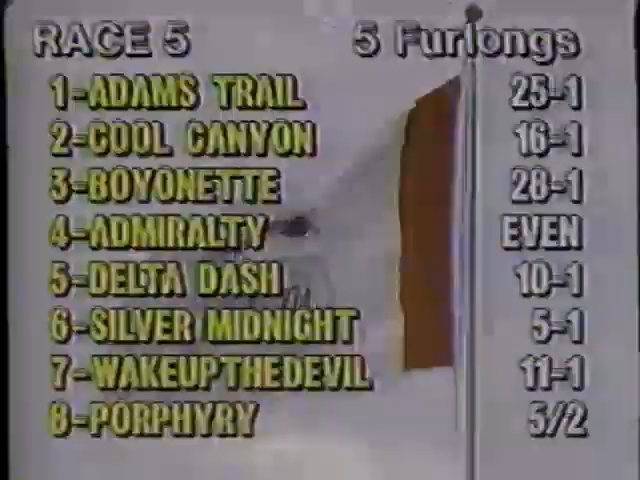 RACE 5 5 Furlongs
1-ADAMS TRAIL 25-1
2-COOL CANYON 16-1
3-BOYONETTE 28-1
4-ADMIRALTY EVEN
5-DELTA DASH 10-1
6-SILVER MIDNIGHT 5-1
7-WAKEUPTHEDEVIL 11-1
8-PORPHYRY 5/2